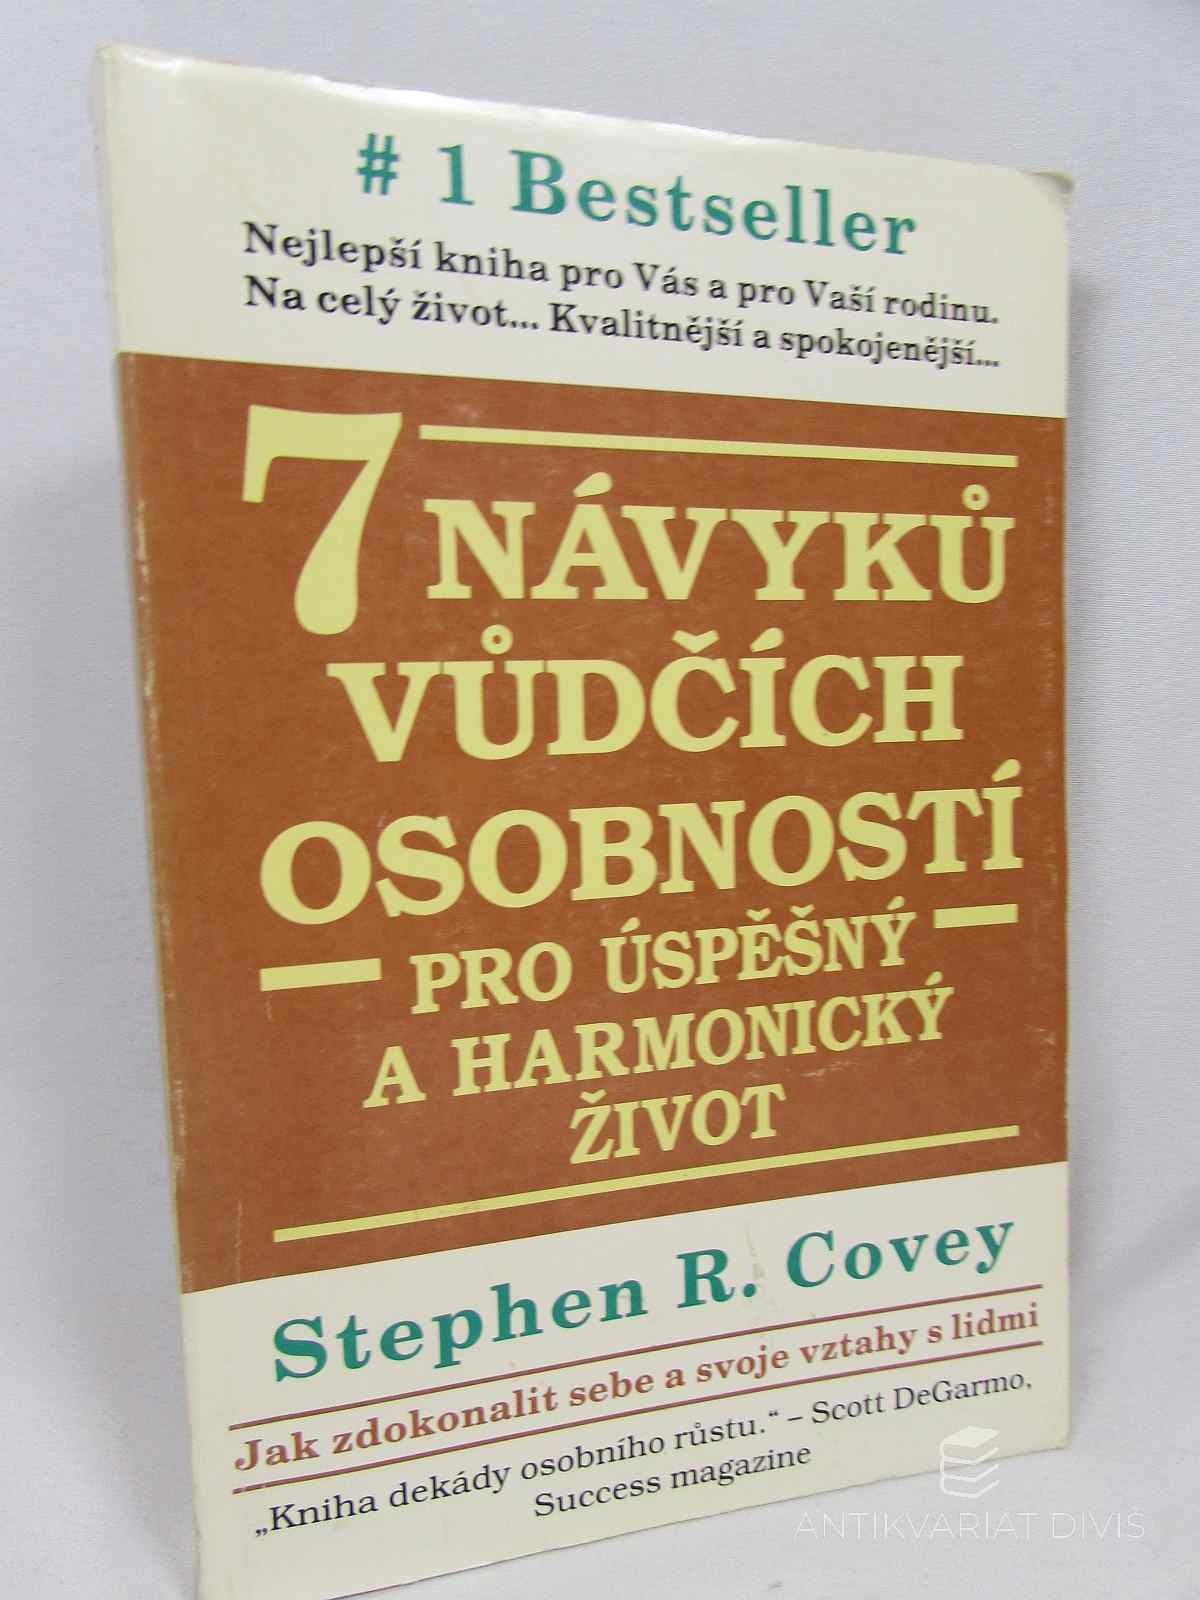 # 1 Bestseller
Nejlepší kniha pro Vás a pro Vaší rodinu.
Na celý život... Kvalitnější a spokojenější...
7 NÁVYKŮ
VŮDČÍCH
OSOBNOSTÍ
PRO ÚSPĚŠNÝ
A HARMONICKÝ
ŽIVOT
Stephen R. Covey
Jak zdokonalit sebe a svoje vztahy s lidmi
„Kniha dekády osobního růstu.“ – Scott DeGarmo,
Success magazine
ANTIKVARIAT DIVIŠ